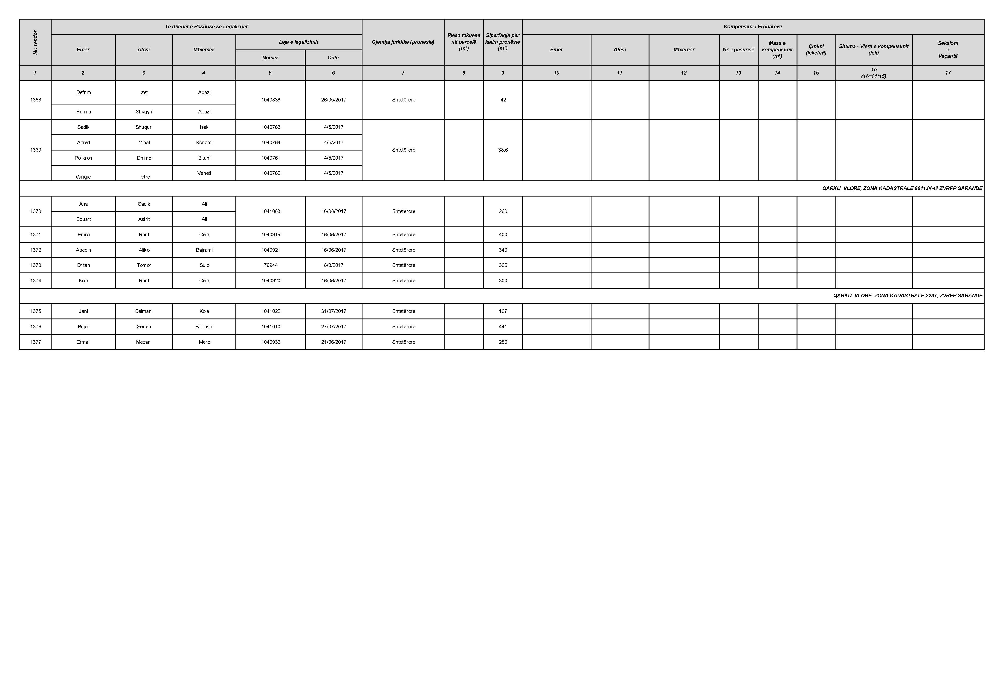 Nr. rendor
Të dhënat e Pasurisë së Legalizuar
Gjendja juridike (pronesia)
Pjesa takuese
në parcelë
(m²)
Sipërfaqja për
kalim pronësie
(m²)
Kompensimi i Pronarëve
Emër
Atësi
Mbiemër
Leja e legalizimit
Numer
Date
Emër
Atësi
Mbiemër
Nr. i pasurisë
Masa e
kompensimit
(m²)
Çmimi
(leke/m²)
Shuma - Vlera e kompensimit
(lek)
Seksioni
i
Veçantë
1 2 3 4 5 6 7 8 9 10 11 12 13 14 15 16 17
(16=14*15)
1368 Defrim Izet Abazi 1040838 26/05/2017 Shtetërore 42
Hurma Shyqyri Abazi
1369 Sadik Shuquri Isak 1040763 4/5/2017 Shtetërore 38.6
Alfred Mihal Konomi 1040764 4/5/2017
Polikron Dhimo Bituni 1040761 4/5/2017
Vangjel Petro Veneti 1040762 4/5/2017
QARKU VLORE, ZONA KADASTRALE 8641,8642 ZVRPP SARANDE
1370 Ana Sadik Ali 1041083 16/08/2017 Shtetërore 260
Eduart Astrit Ali
1371 Emro Rauf Çela 1040919 16/06/2017 Shtetërore 400
1372 Abedin Aliko Bajrami 1040921 16/06/2017 Shtetërore 340
1373 Dritan Tomor Sulo 79944 8/8/2017 Shtetërore 366
1374 Kola Rauf Çela 1040920 16/06/2017 Shtetërore 300
QARKU VLORE, ZONA KADASTRALE 2297, ZVRPP SARANDE
1375 Jani Selman Kola 1041022 31/07/2017 Shtetërore 107
1376 Bujar Serjan Bilibashi 1041010 27/07/2017 Shtetërore 441
1377 Ermal Mezan Mero 1040936 21/06/2017 Shtetërore 280